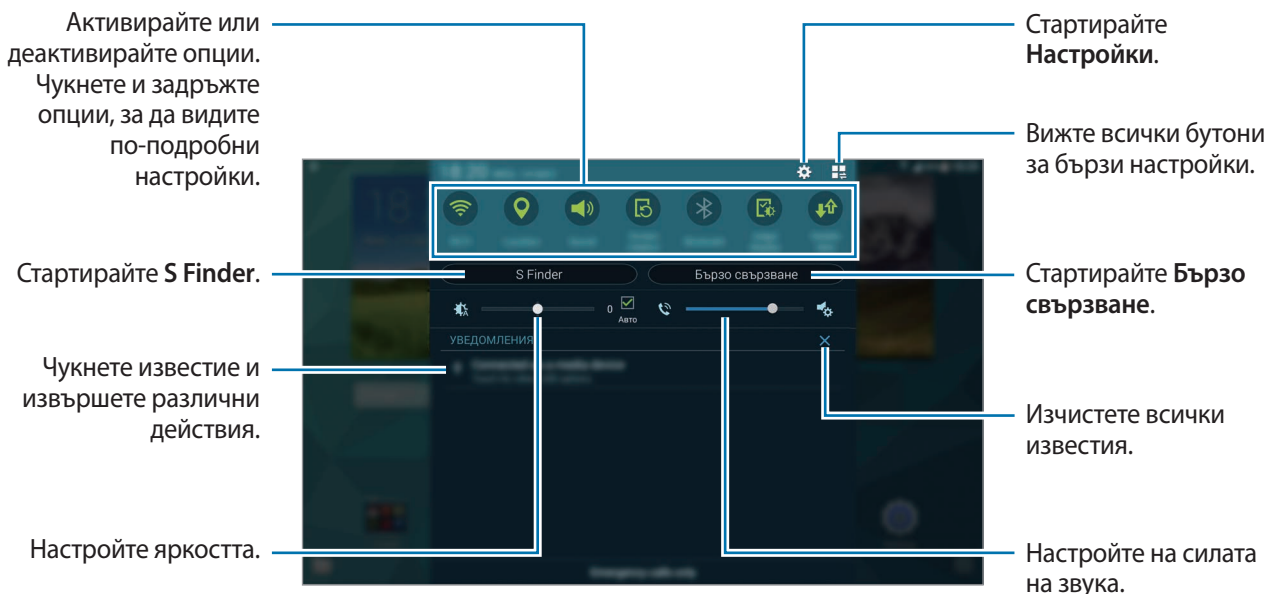 Активирайте или
деактивирайте опции.
Чукнете и задръжте
опции, за да видите
по-подробни
настройки.
Стартирайте
Настройки.
Вижте всички бутони
за бързи настройки.
Стартирайте S Finder.
S Finder
Бързо свързване
Стартирайте Бързо
свързване.
0
Авто
УВЕДОМЛЕНИЯ
Чукнете известие и
извършете различни
действия.
Изчистете всички
известия.
Настройте яркостта.
Настройте на силата
на звука.